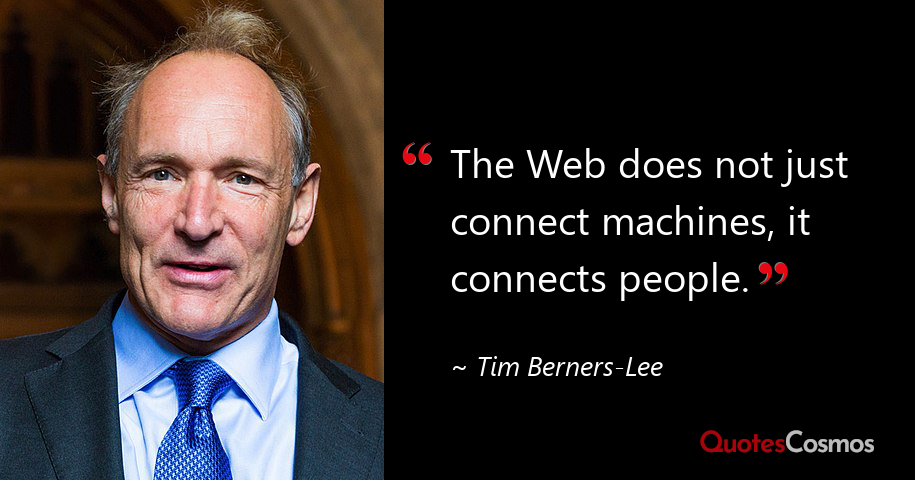 “ The Web does not just
connect machines, it
connects people. ”
~ Tim Berners-Lee
QuotesCosmos